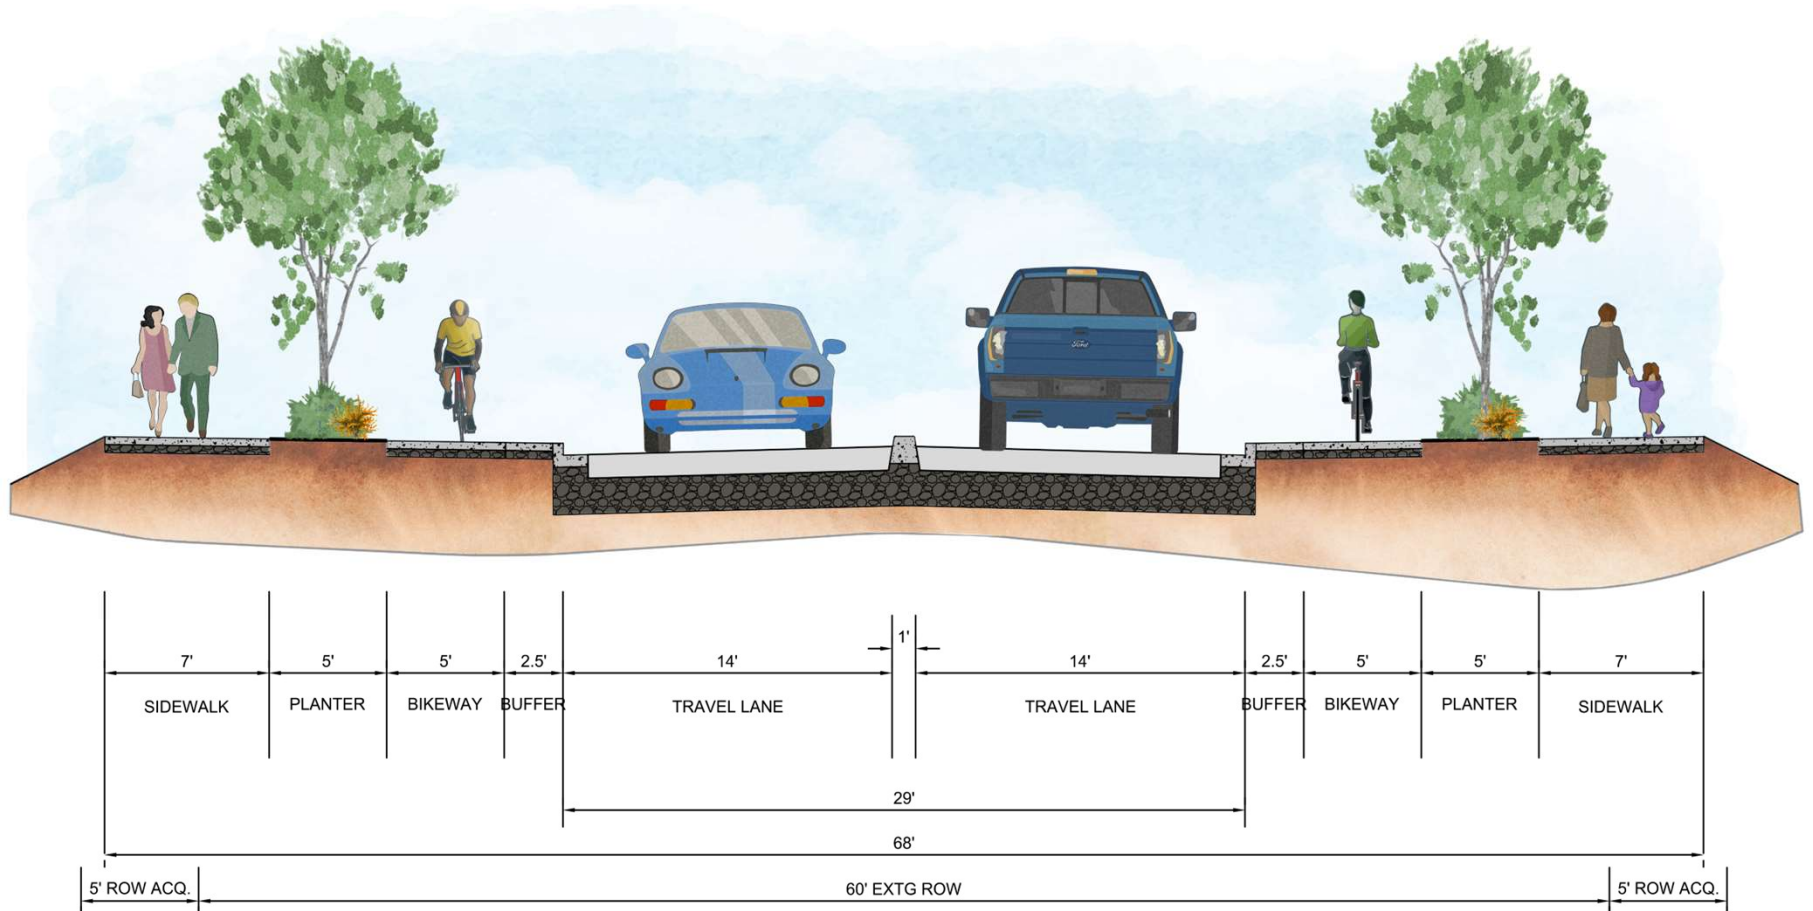 Ford
1'
7'
5'
5'
2.5'
14'
14'
2.5'
5'
5'
7'
SIDEWALK
PLANTER
BIKEWAY
BUFFER
TRAVEL LANE
TRAVEL LANE
BUFFER
BIKEWAY
PLANTER
SIDEWALK
29'
68'
5' ROW ACQ.
60' EXTG ROW
5' ROW ACQ.